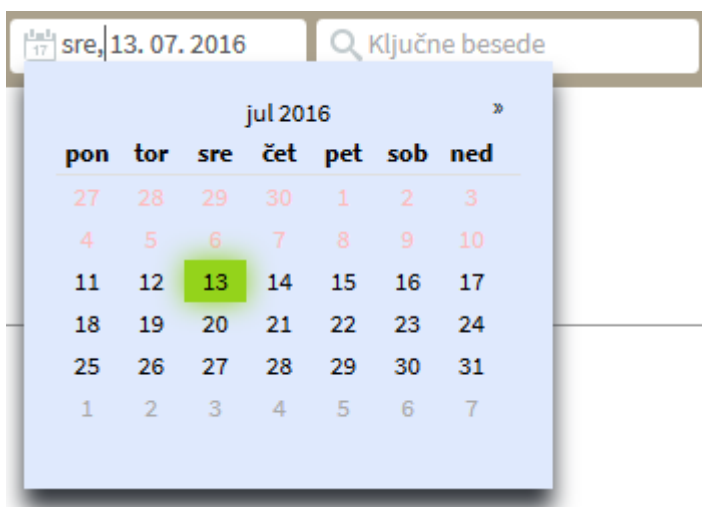 17 sre, 13. 07. 2016 Ključne besede
jul 2016 »
pon tor sre čet pet sob ned
27 28 29 30 1 2 3
4 5 6 7 8 9 10
11 12 13 14 15 16 17
18 19 20 21 22 23 24
25 26 27 28 29 30 31
1 2 3 4 5 6 7